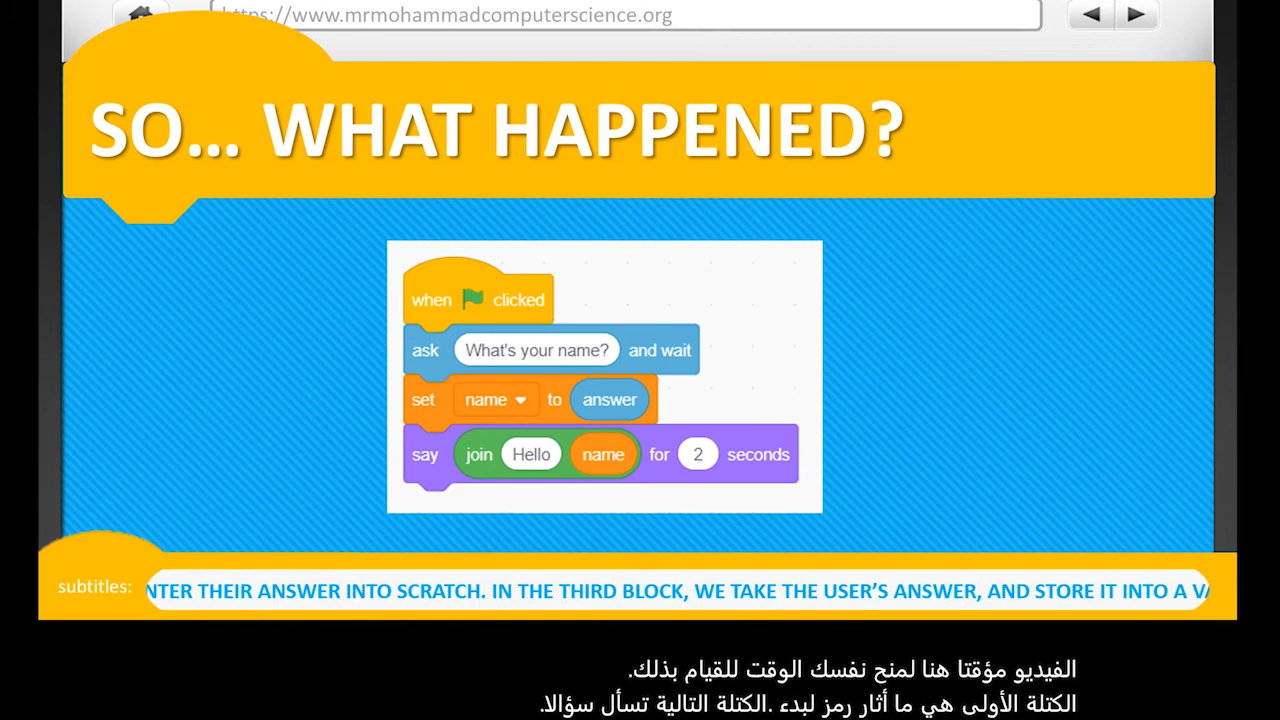 https://www.mrmohammadcomputerscience.org
SO... WHAT HAPPENED?
when clicked
ask What's your name? and wait
set name to answer
say join Hello name for 2 seconds
subtitles: NTER THEIR ANSWER INTO SCRATCH. IN THE THIRD BLOCK, WE TAKE THE USER’S ANSWER, AND STORE IT INTO A VA
الفيديو مؤقتا هنا لمنح نفسك الوقت للقيام بذلك.
الكتلة الأولى هي ما أثار رمز لبدء .الكتلة التالية تسأل سؤالا.